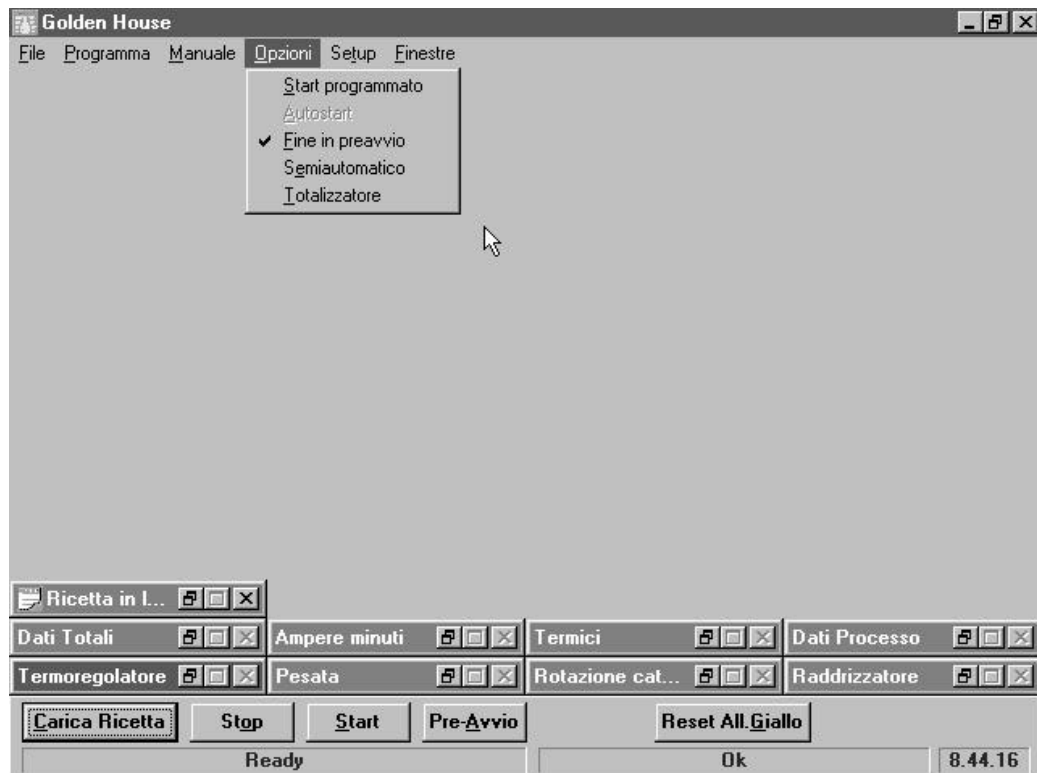 Golden House
File Programma Manuale Opzioni Setup Finestre
Start programmato
Autostart
Fine in preavvio
Semiautomatico
Totalizzatore
Ricetta in l...
Dati Totali Ampere minuti Termici Dati Processo
Termoregolatore Pesata Rotazione cat... Raddrizzatore
Carica Ricetta Stop Start Pre-Avvio Reset All.Giallo
Ready Ok 8.44.16